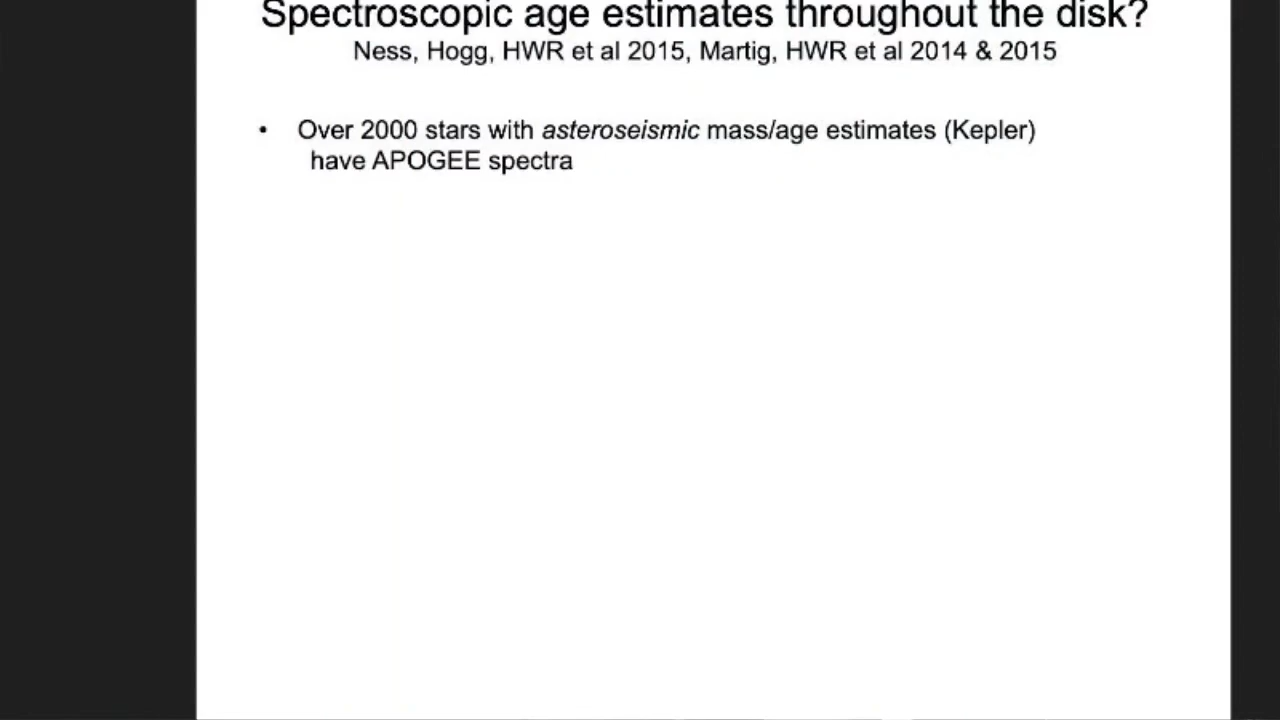 Spectroscopic age estimates throughout the disk?
Ness, Hogg, HWR et al 2015, Martig, HWR et al 2014 & 2015
• Over 2000 stars with asteroseismic mass/age estimates (Kepler)
have APOGEE spectra